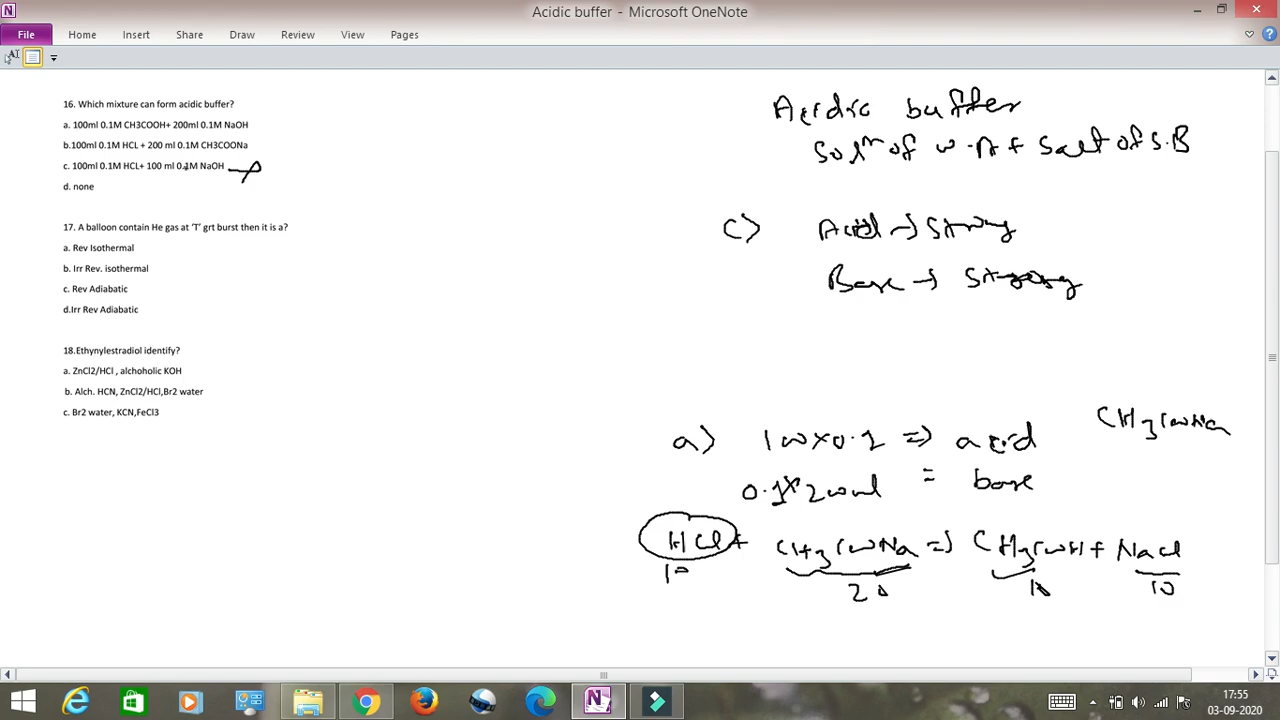 Acidic buffer - Microsoft OneNote
File Home Insert Share Draw Review View Pages
16. Which mixture can form acidic buffer?
a. 100ml 0.1M CH3COOH+ 200ml 0.1M NaOH
b.100ml 0.1M HCL + 200 ml 0.1M CH3COONa
c. 100ml 0.1M HCL+ 100 ml 0.1M NaOH
d. none
17. A balloon contain He gas at 'T' grt burst then it is a?
a. Rev Isothermal
b. Irr Rev. isothermal
c. Rev Adiabatic
d.Irr Rev Adiabatic
18.Ethynylestradiol identify?
a. ZnCl2/HCl , alchoholic KOH
b. Alch. HCN, ZnCl2/HCl,Br2 water
c. Br2 water, KCN,FeCl3
Acidic buffer
Solⁿ of W.A + Salt of S.B
c) Acid → Strong
Base → Strong
CH3COONa
a) 100×0.1 ⇒ acid
0.1×200ml = base
HCl + CH3COONa ⇒ CH3COOH + NaCl
10 20 10 10
17:55
03-09-2020